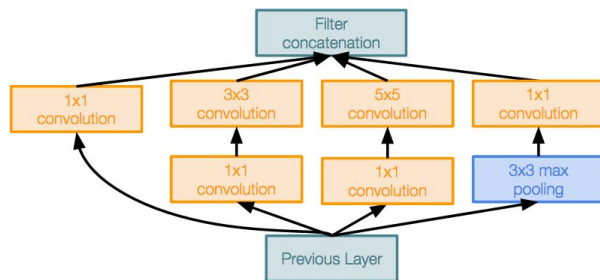 Filter
concatenation
1x1
convolution
3x3
convolution
5x5
convolution
1x1
convolution
1x1
convolution
1x1
convolution
3x3 max
pooling
Previous Layer